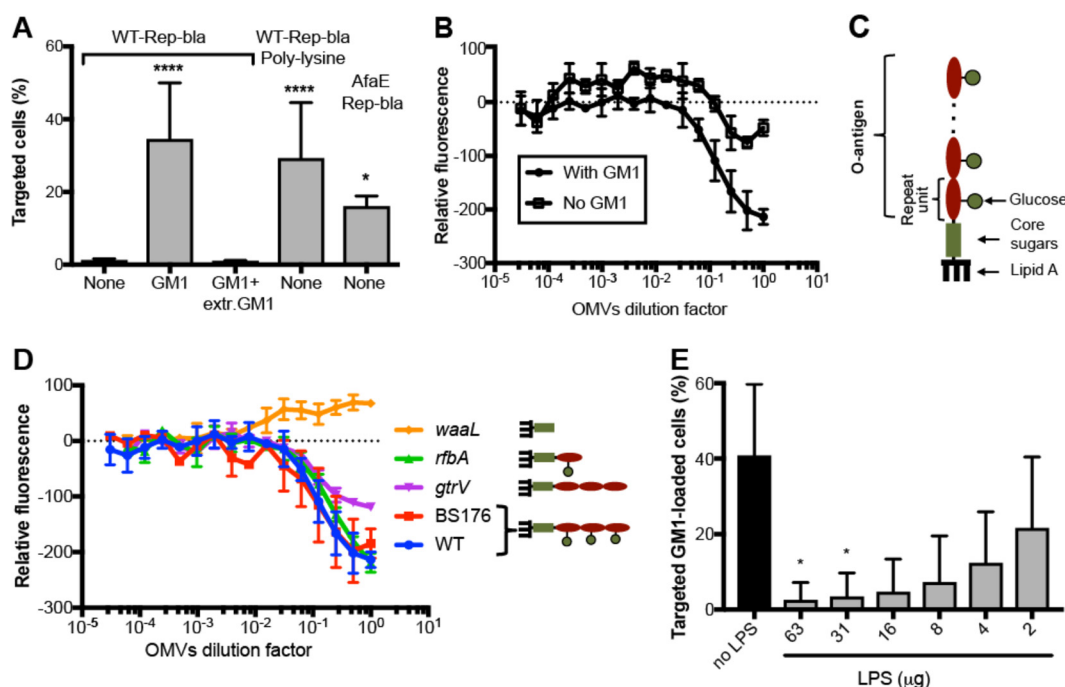 A
WT-Rep-bla
WT-Rep-bla
Poly-lysine
AfaE
Rep-bla
Targeted cells (%)
60
40
20
0
****
****
*
None
GM1
GM1+
extr.GM1
None
None
B
Relative fluorescence
100
0
-100
-200
-300
With GM1
No GM1
10-5
10-4
10-3
10-2
10-1
100
101
OMVs dilution factor
C
O-antigen
Repeat
unit
Glucose
Core
sugars
Lipid A
D
Relative fluorescence
100
0
-100
-200
-300
waaL
rfbA
gtrV
BS176
WT
10-5
10-4
10-3
10-2
10-1
100
101
OMVs dilution factor
E
Targeted GM1-loaded cells (%)
60
40
20
0
*
*
no LPS
63
31
16
8
4
2
LPS (µg)